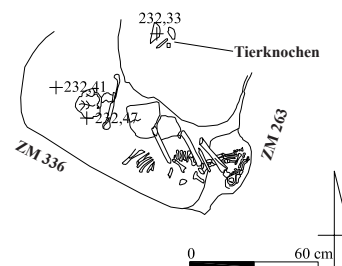 232,33
Tierknochen
232,41
232,47
ZM 263
ZM 336
0 60 cm